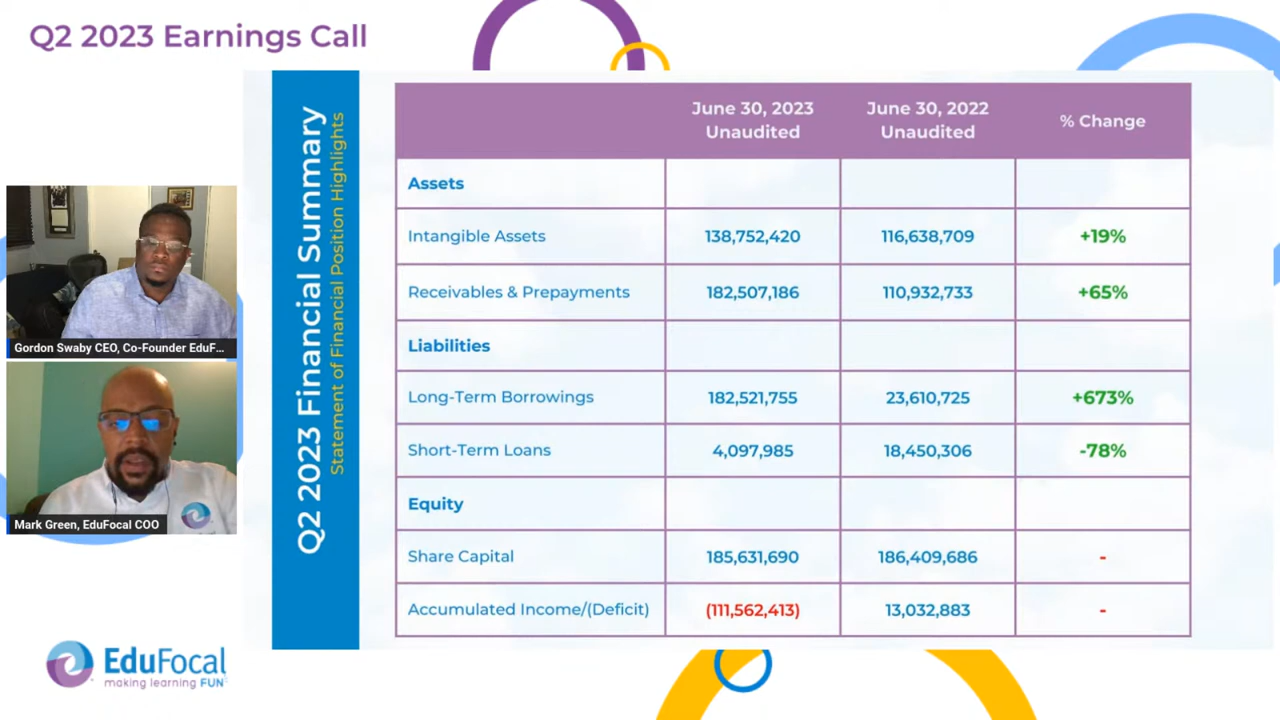 Q2 2023 Earnings Call
Q2 2023 Financial Summary
Statement of Financial Position Highlights
June 30, 2023 Unaudited June 30, 2022 Unaudited % Change
Assets
Intangible Assets 138,752,420 116,638,709 +19%
Receivables & Prepayments 182,507,186 110,932,733 +65%
Liabilities
Long-Term Borrowings 182,521,755 23,610,725 +673%
Short-Term Loans 4,097,985 18,450,306 -78%
Equity
Share Capital 185,631,690 186,409,686 -
Accumulated Income/(Deficit) (111,562,413) 13,032,883 -
Gordon Swaby CEO, Co-Founder EduF...
Mark Green, EduFocal COO
EduFocal
making learning FUN